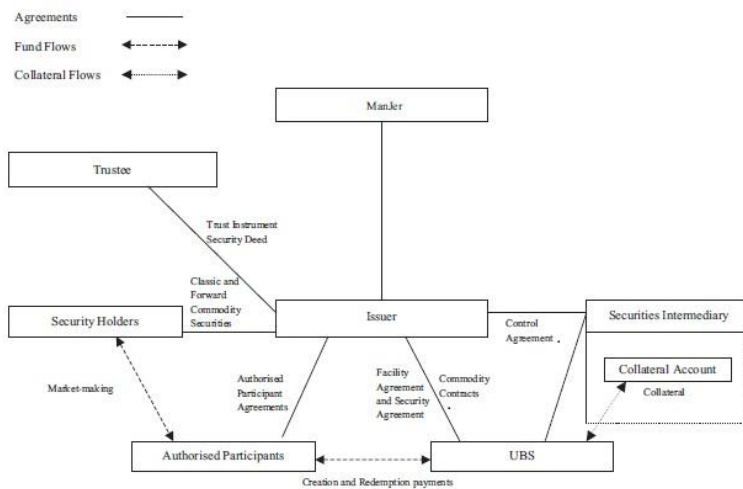 Agreements
Fund Flows
Collateral Flows
ManJer
Trustee
Trust Instrument
Security Deed
Classic and
Forward
Commodity
Securities
Security Holders
Issuer
Securities Intermediary
Control
Agreement .
Collateral Account
Collateral
Market-making
Authorised
Participant
Agreements
Facility
Agreement
and Security
Agreement
Commodity
Contracts
.
Authorised Participants
UBS
Creation and Redemption payments